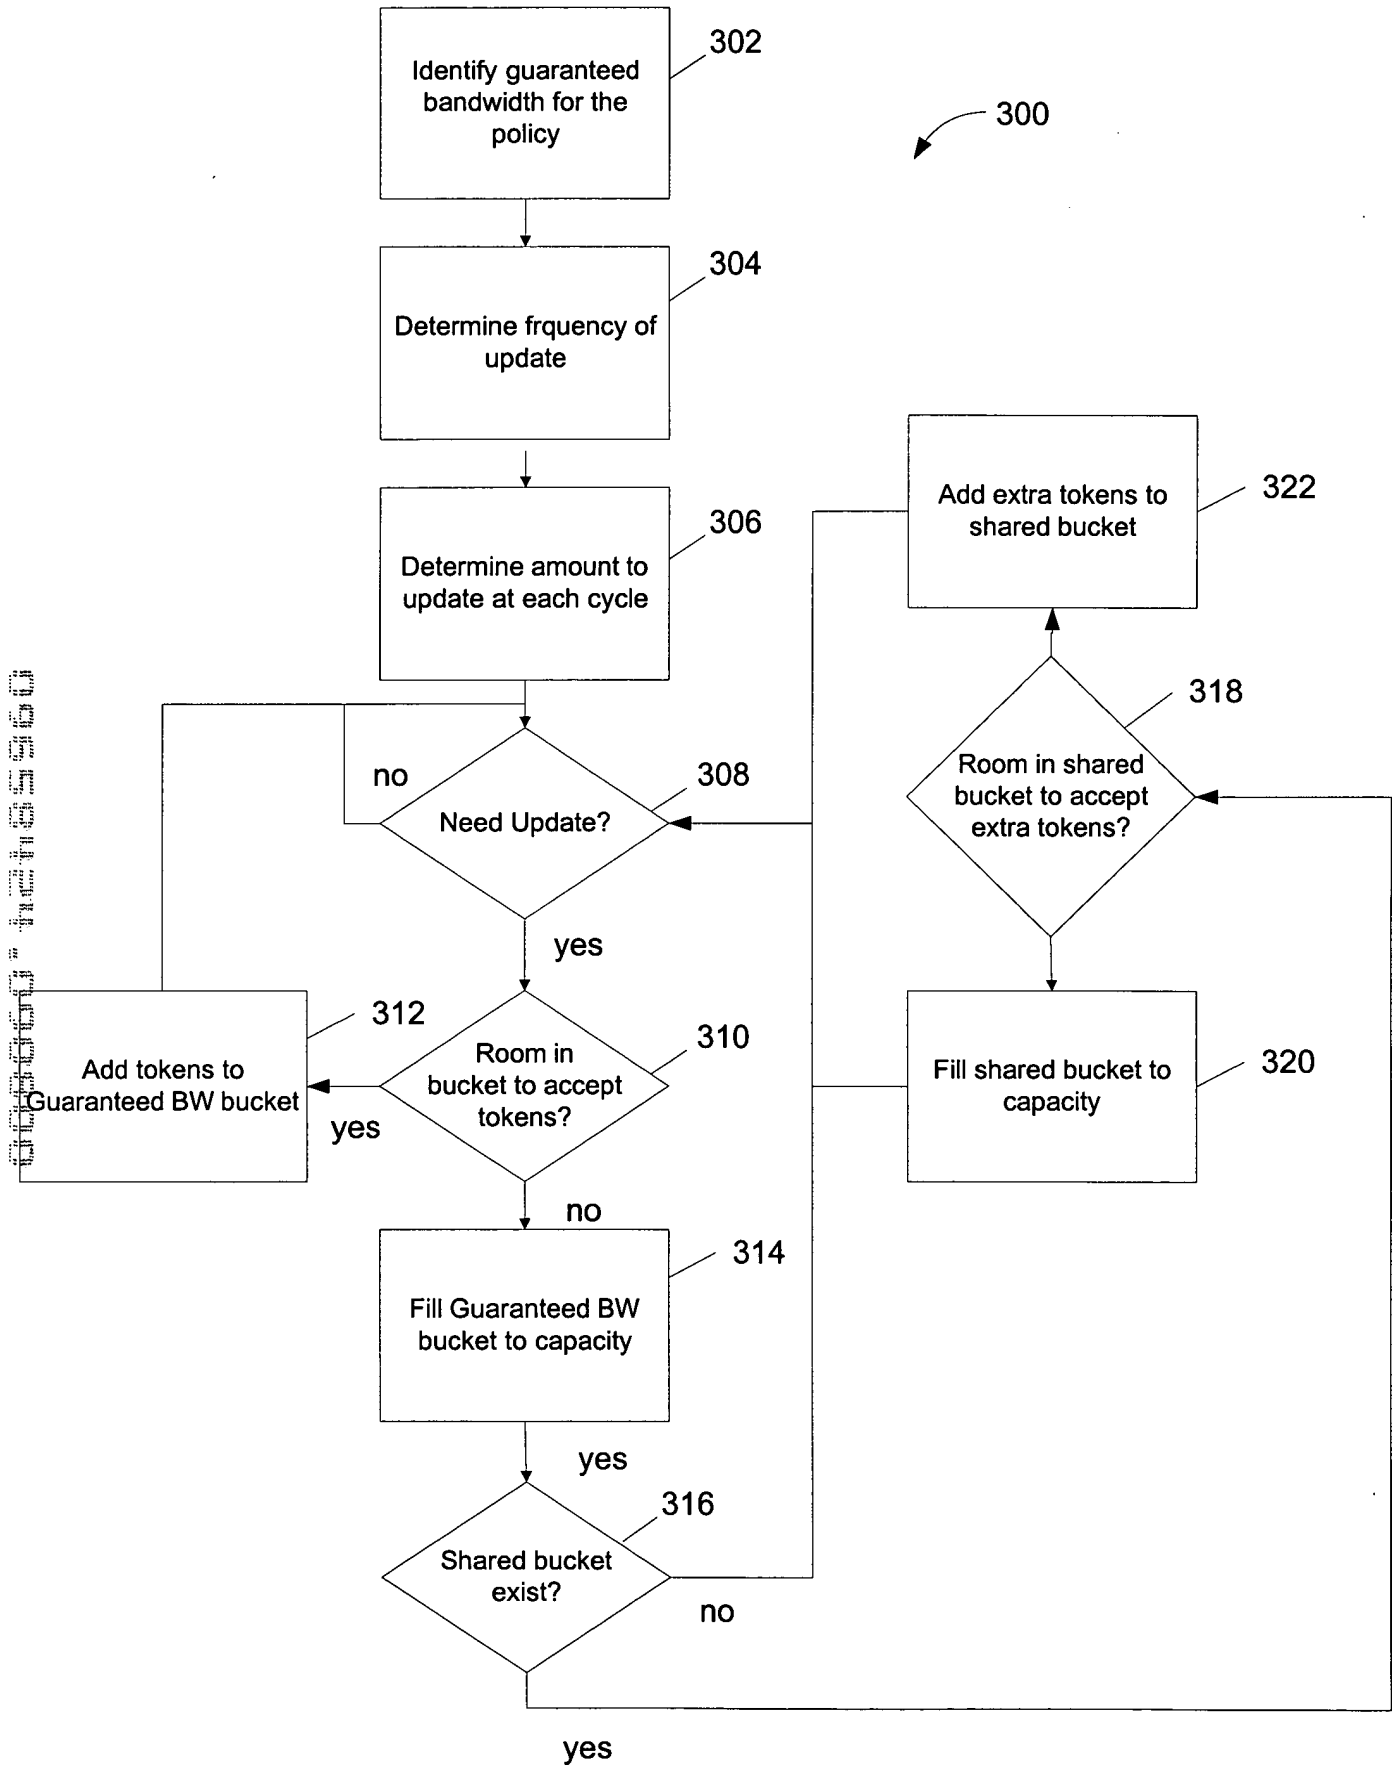 302
Identify guaranteed
bandwidth for the
policy
300
304
Determine frquency of
update
306
Determine amount to
update at each cycle
322
Add extra tokens to
shared bucket
318
Room in shared
bucket to accept
extra tokens?
no
308
Need Update?
yes
312
Add tokens to
Guaranteed BW bucket
310
Room in
bucket to accept
tokens?
yes
320
Fill shared bucket to
capacity
no
314
Fill Guaranteed BW
bucket to capacity
yes
316
Shared bucket
exist?
no
yes
09558424.090800